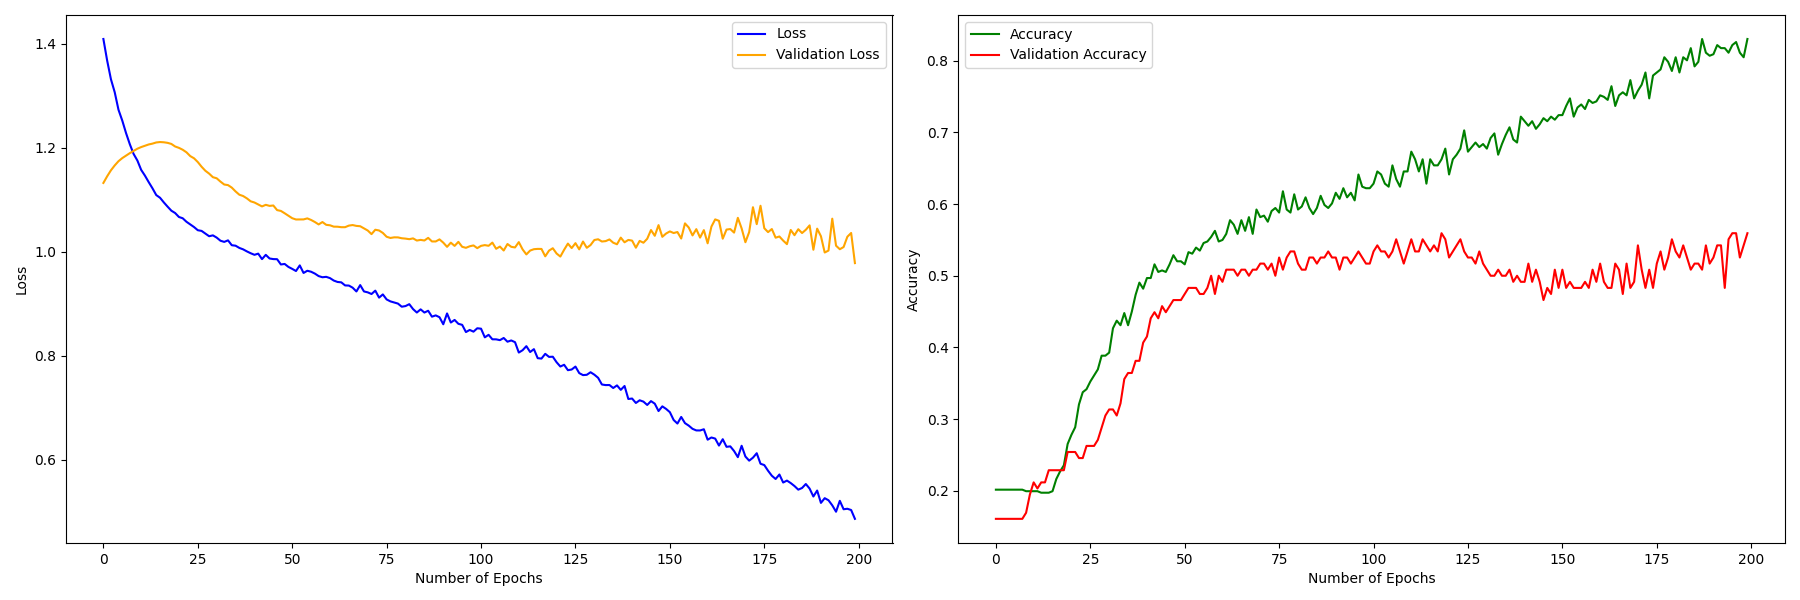 Loss
Validation Loss
1.4
1.2
1.0
0.8
0.6
Loss
0 25 50 75 100 125 150 175 200
Number of Epochs
Accuracy
Validation Accuracy
0.8
0.7
0.6
0.5
0.4
0.3
0.2
Accuracy
0 25 50 75 100 125 150 175 200
Number of Epochs